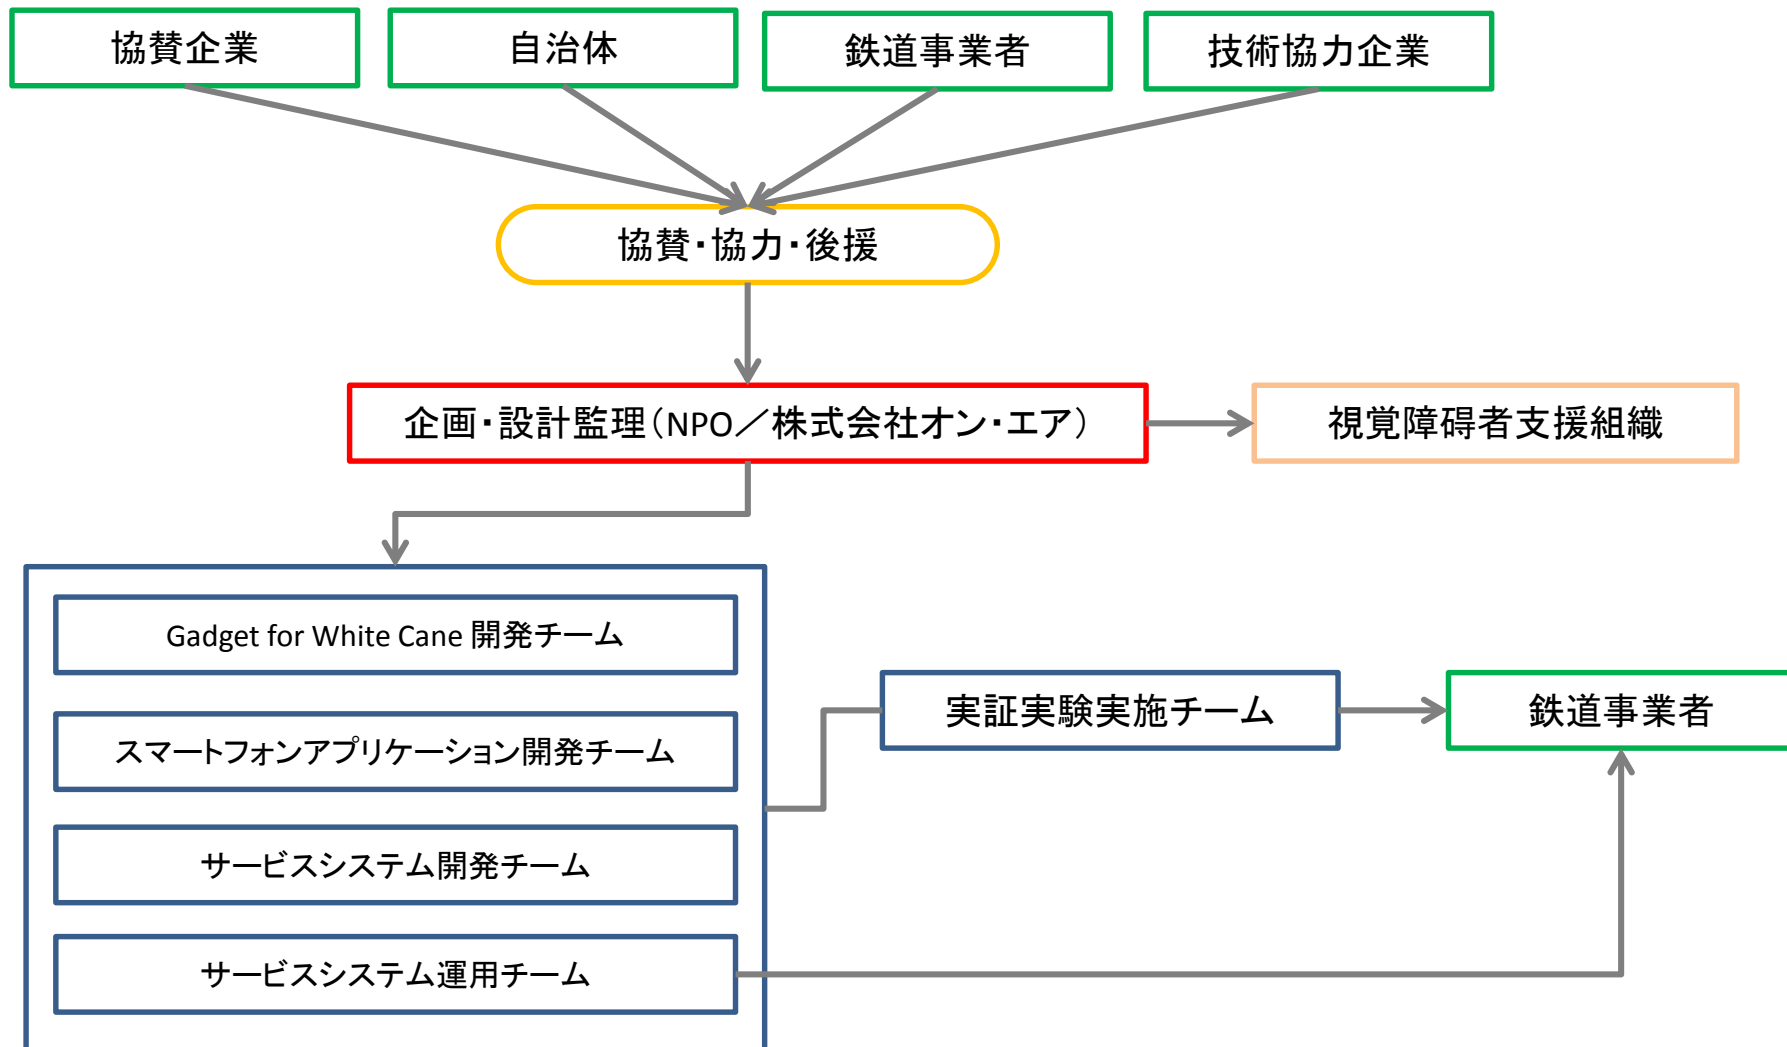 協賛企業
自治体
鉄道事業者
技術協力企業
協賛・協力・後援
企画・設計監理（NPO／株式会社オン・エア）
視覚障碍者支援組織
Gadget for White Cane 開発チーム
スマートフォンアプリケーション開発チーム
サービスシステム開発チーム
サービスシステム運用チーム
実証実験実施チーム
鉄道事業者